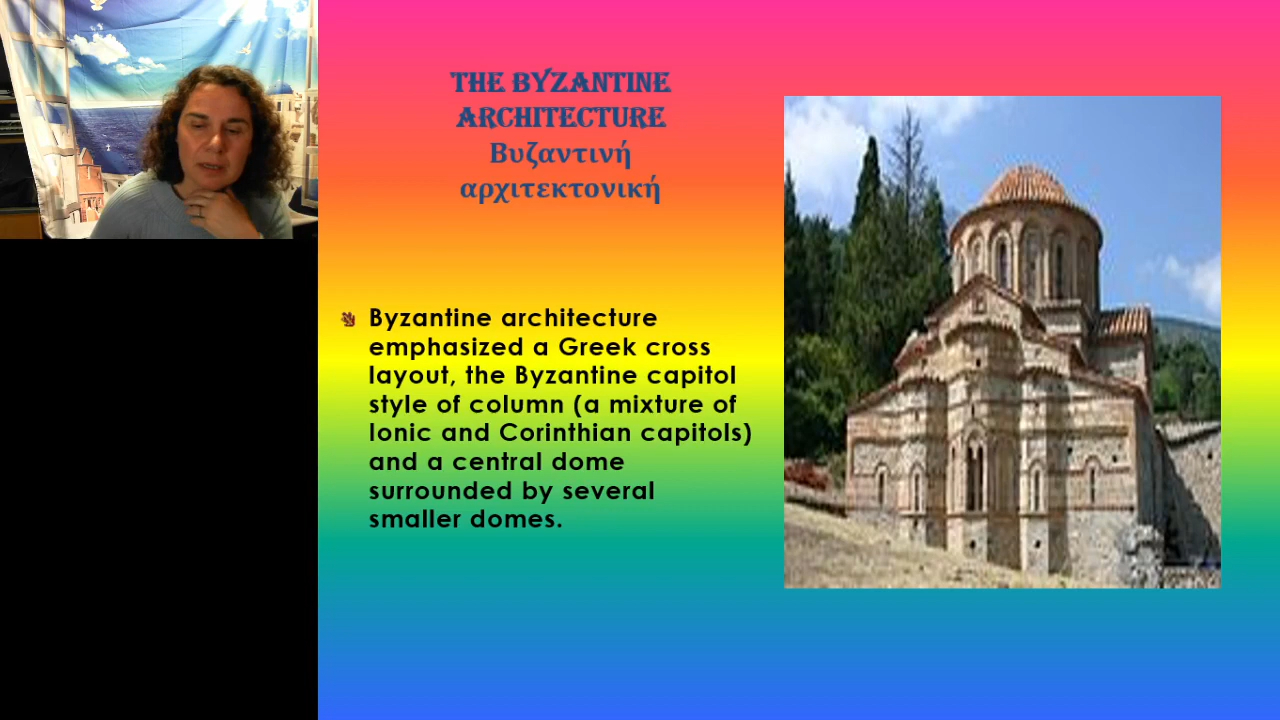 THE BYZANTINE
ARCHITECTURE
Βυζαντινή
αρχιτεκτονική
Byzantine architecture
emphasized a Greek cross
layout, the Byzantine capitol
style of column (a mixture of
Ionic and Corinthian capitols)
and a central dome
surrounded by several
smaller domes.